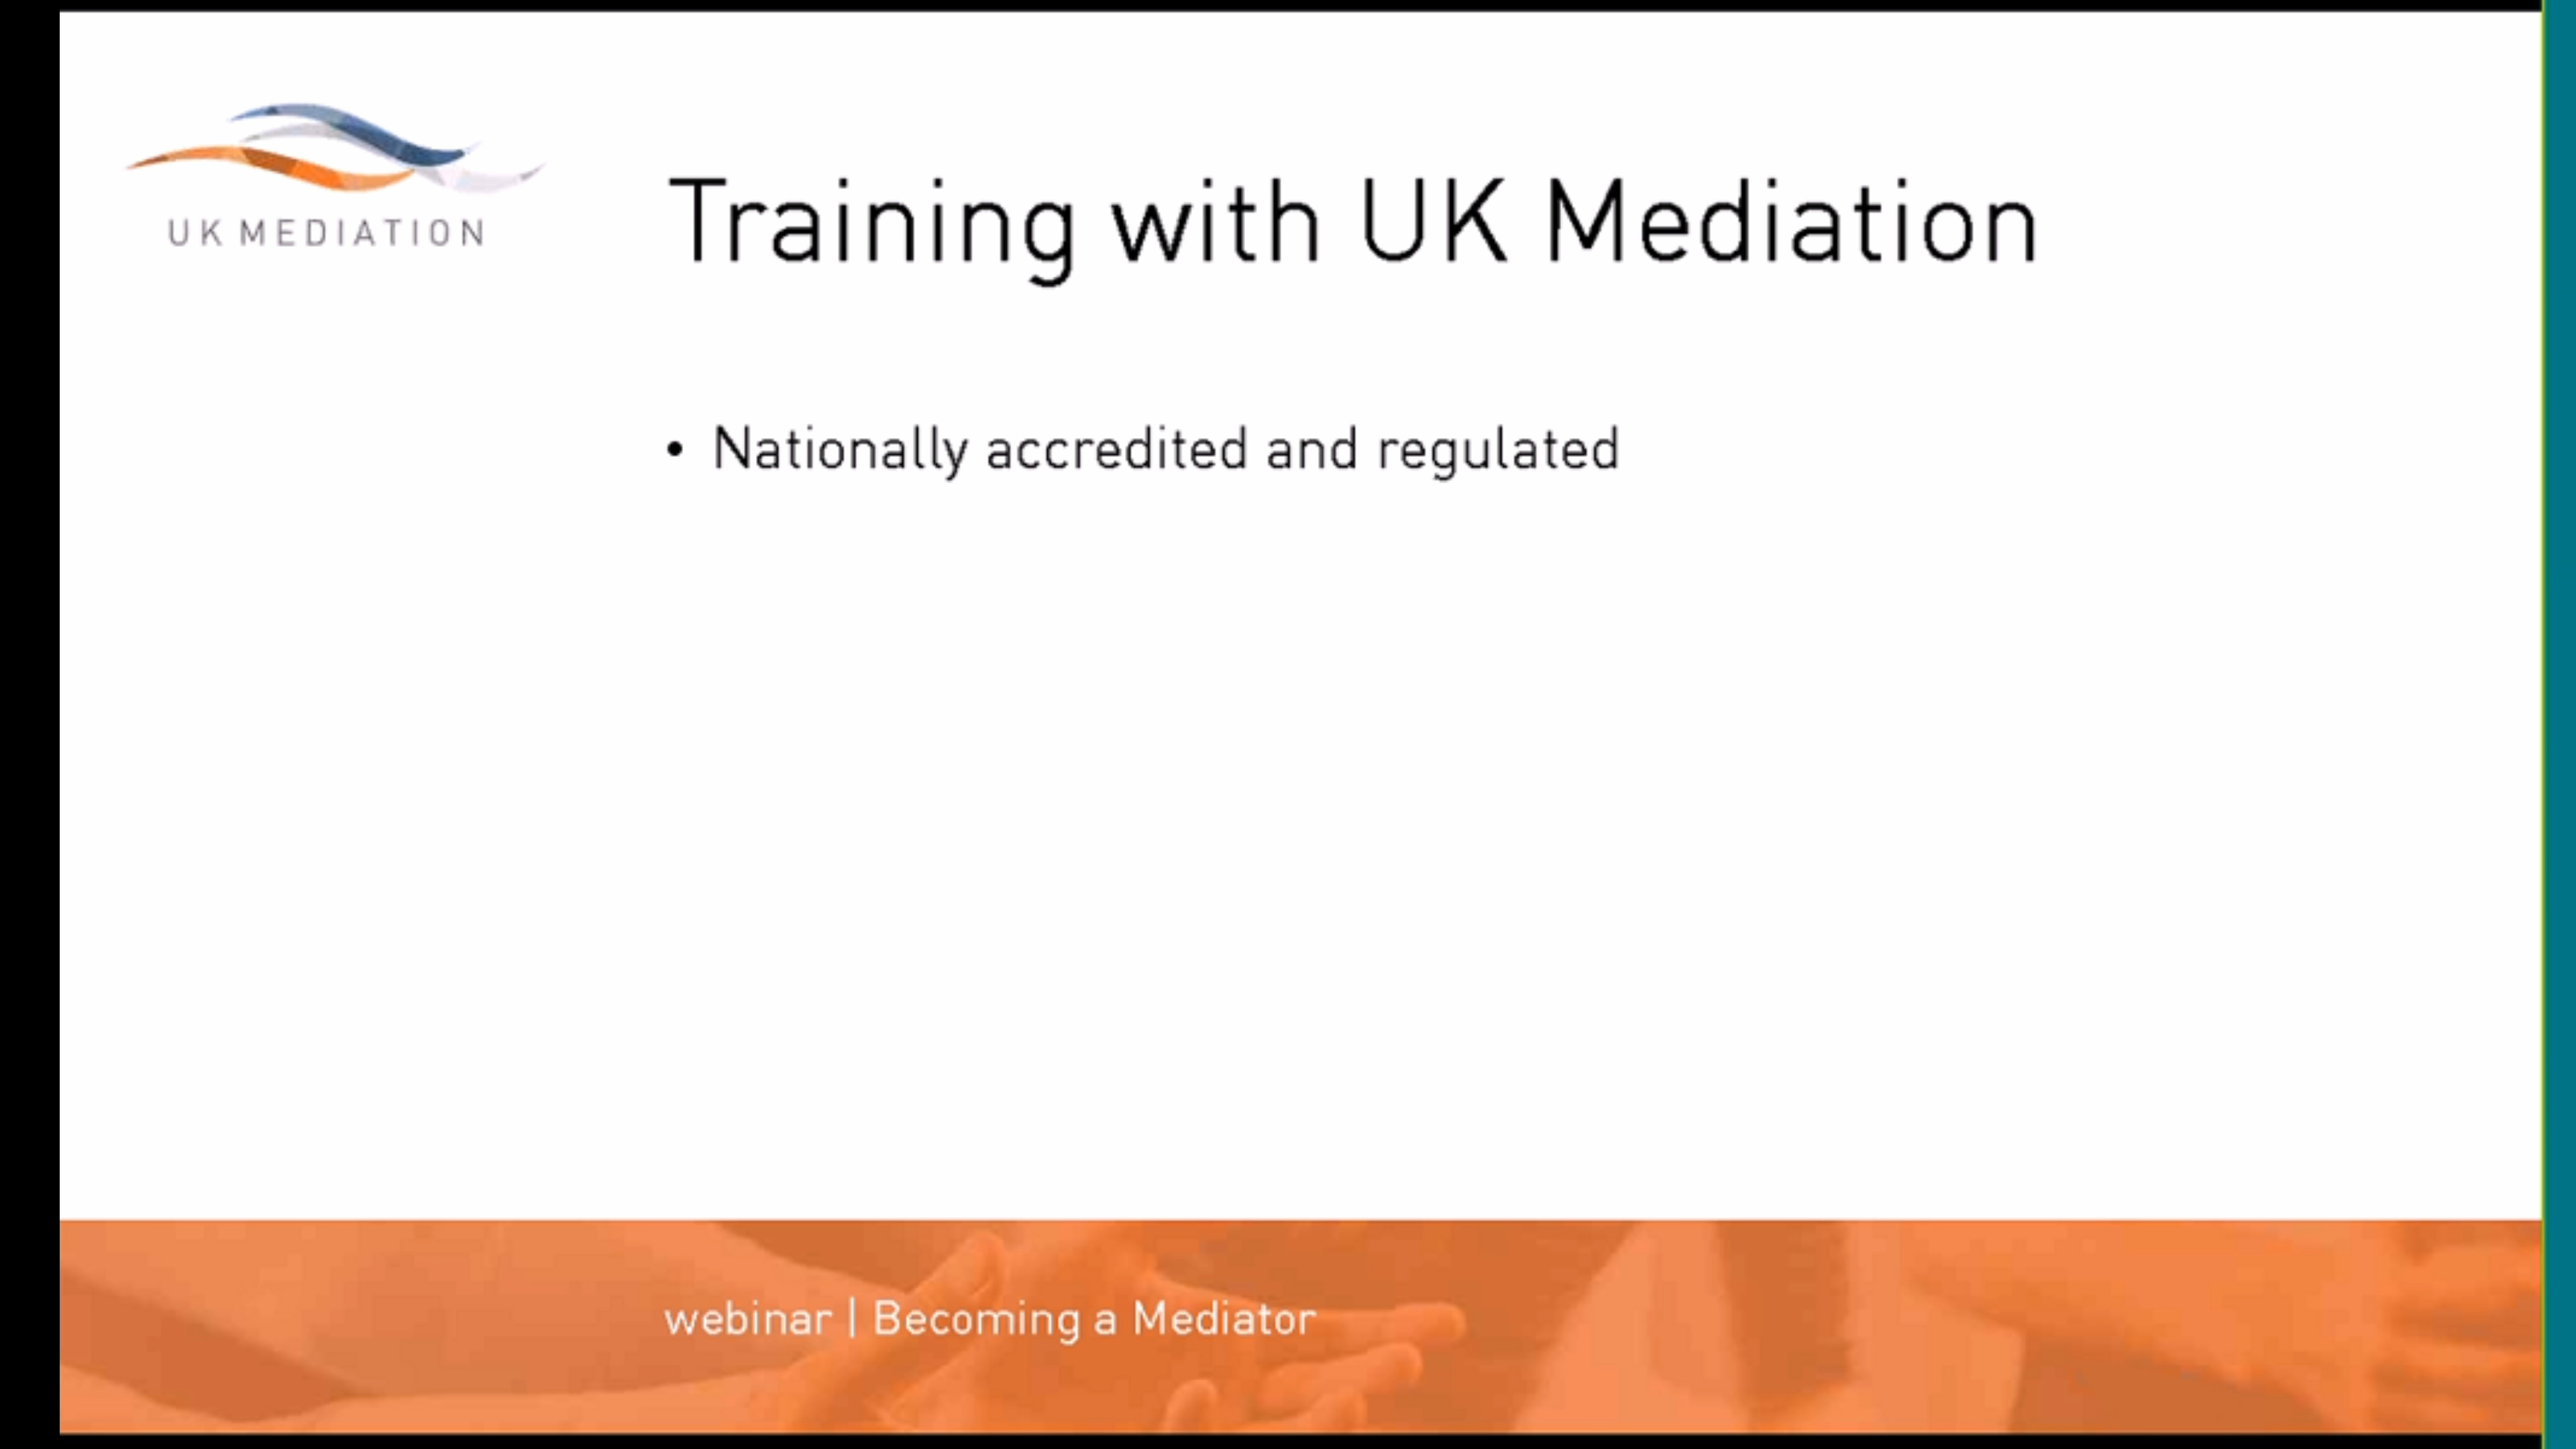 UK MEDIATION
Training with UK Mediation
• Nationally accredited and regulated
webinar | Becoming a Mediator